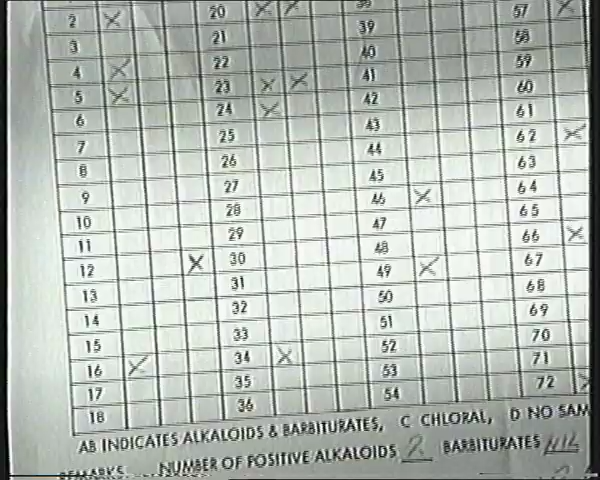 2 X 20 X X 38 57 X
3 21 39 58
4 X 22 40 59
5 X 23 X X 41 60
6 24 X 42 61
7 25 43 62 X
8 26 44 63
9 27 45 64
10 28 46 X 65
11 29 47 66 X
12 X 30 48 67
13 31 49 X 68
14 32 50 69
15 33 51 70
16 X 34 X 52 71
17 35 53 72 X
18 36 54
AB INDICATES ALKALOIDS & BARBITURATES, C CHLORAL, D NO SAM
REMARKS NUMBER OF POSITIVE ALKALOIDS 2 BARBITURATES NIL